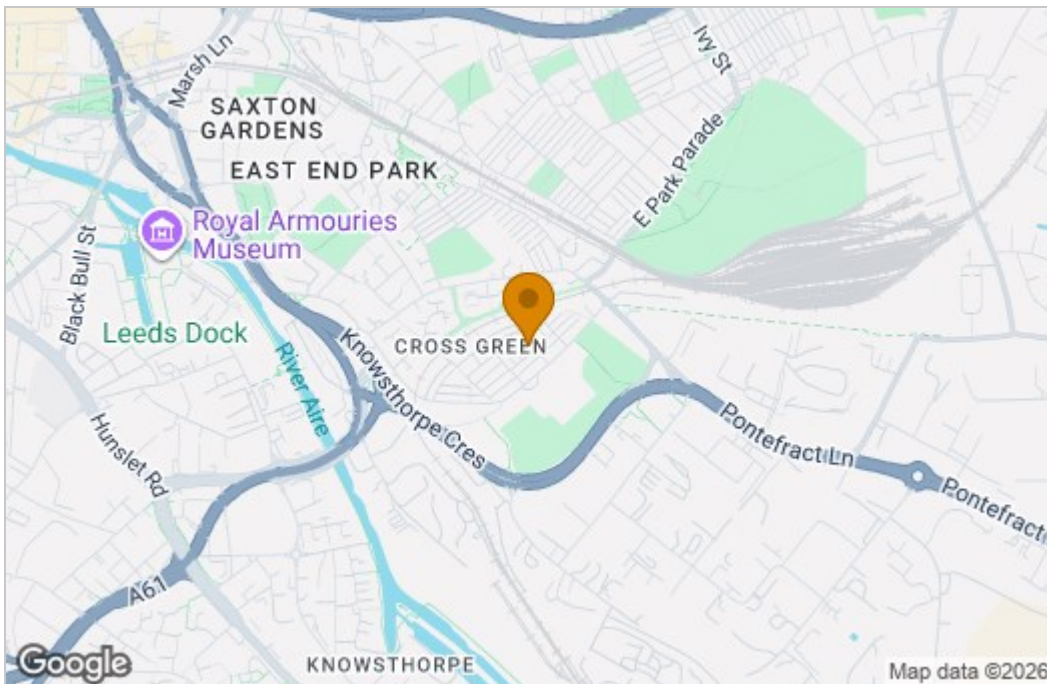 Marsh Ln
Ivy St
SAXTON
GARDENS
EAST END PARK
E Park Parade
Royal Armouries
Museum
Black Bull St
Leeds Dock
CROSS GREEN
River Aire
Knowsthorpe Cres
Hunslet Rd
Pontefract Ln
Pontefract
A61
KNOWSTHORPE
Google
Map data ©2026